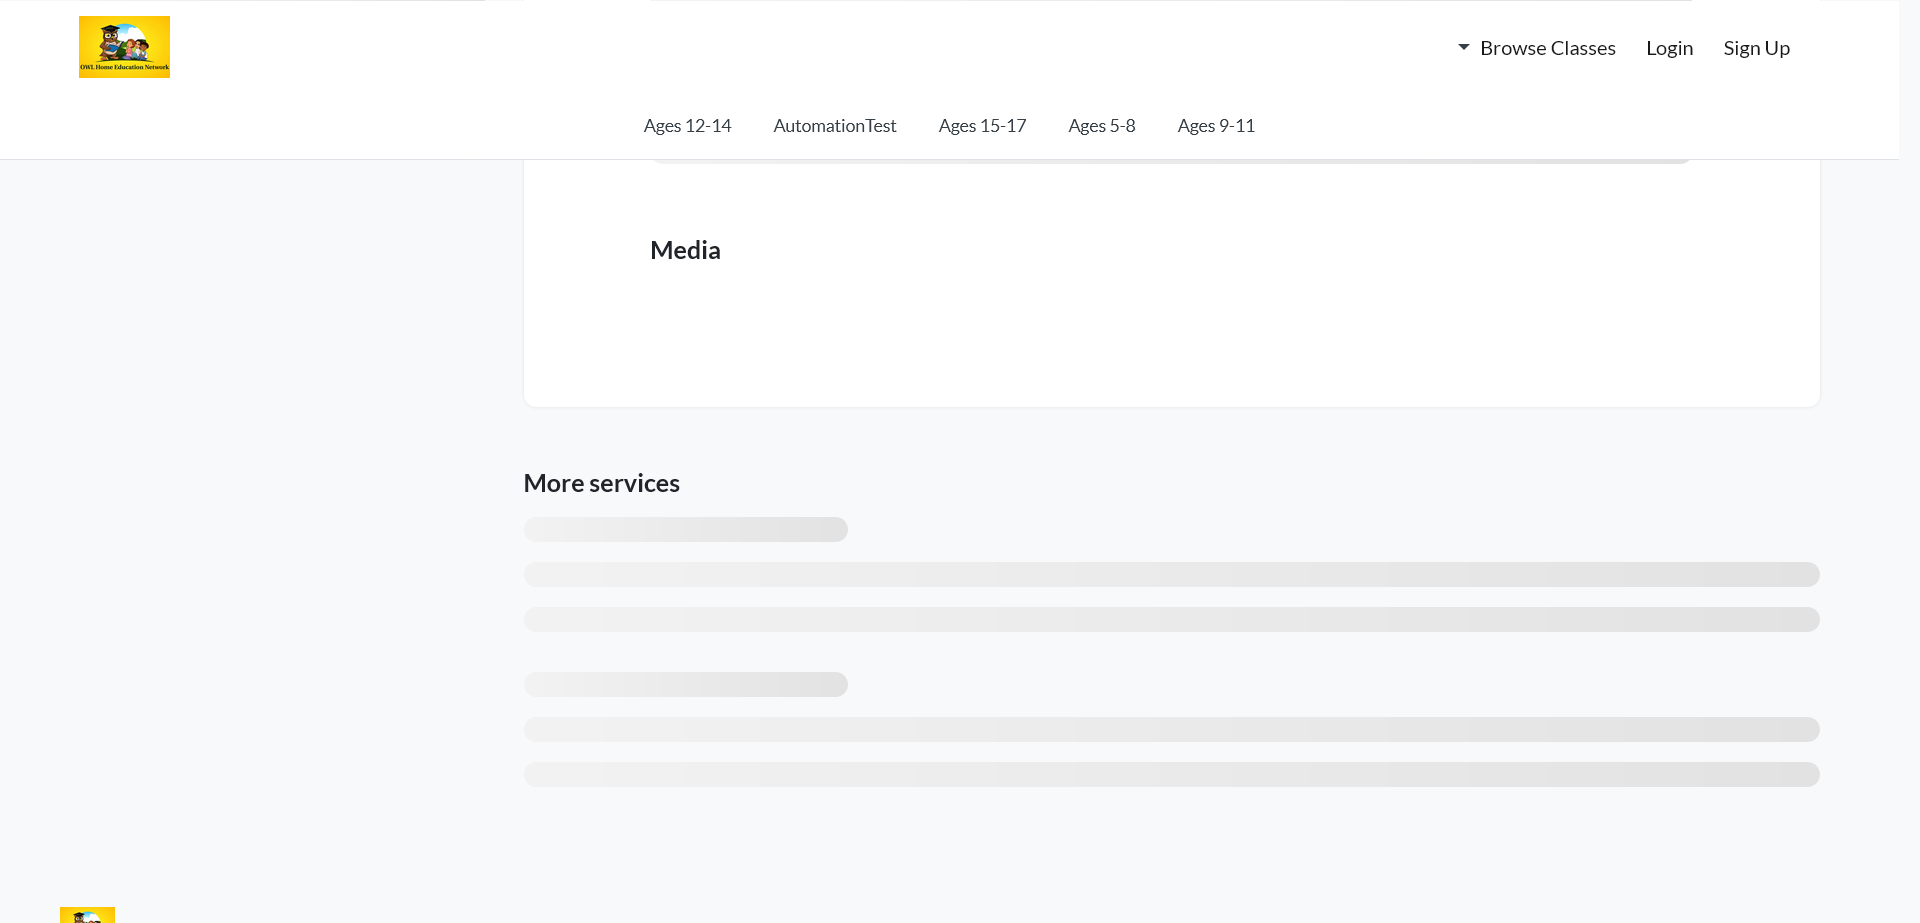 OWL Home Education Network
Browse Classes
Login
Sign Up
Ages 12-14
AutomationTest
Ages 15-17
Ages 5-8
Ages 9-11
Media
More services